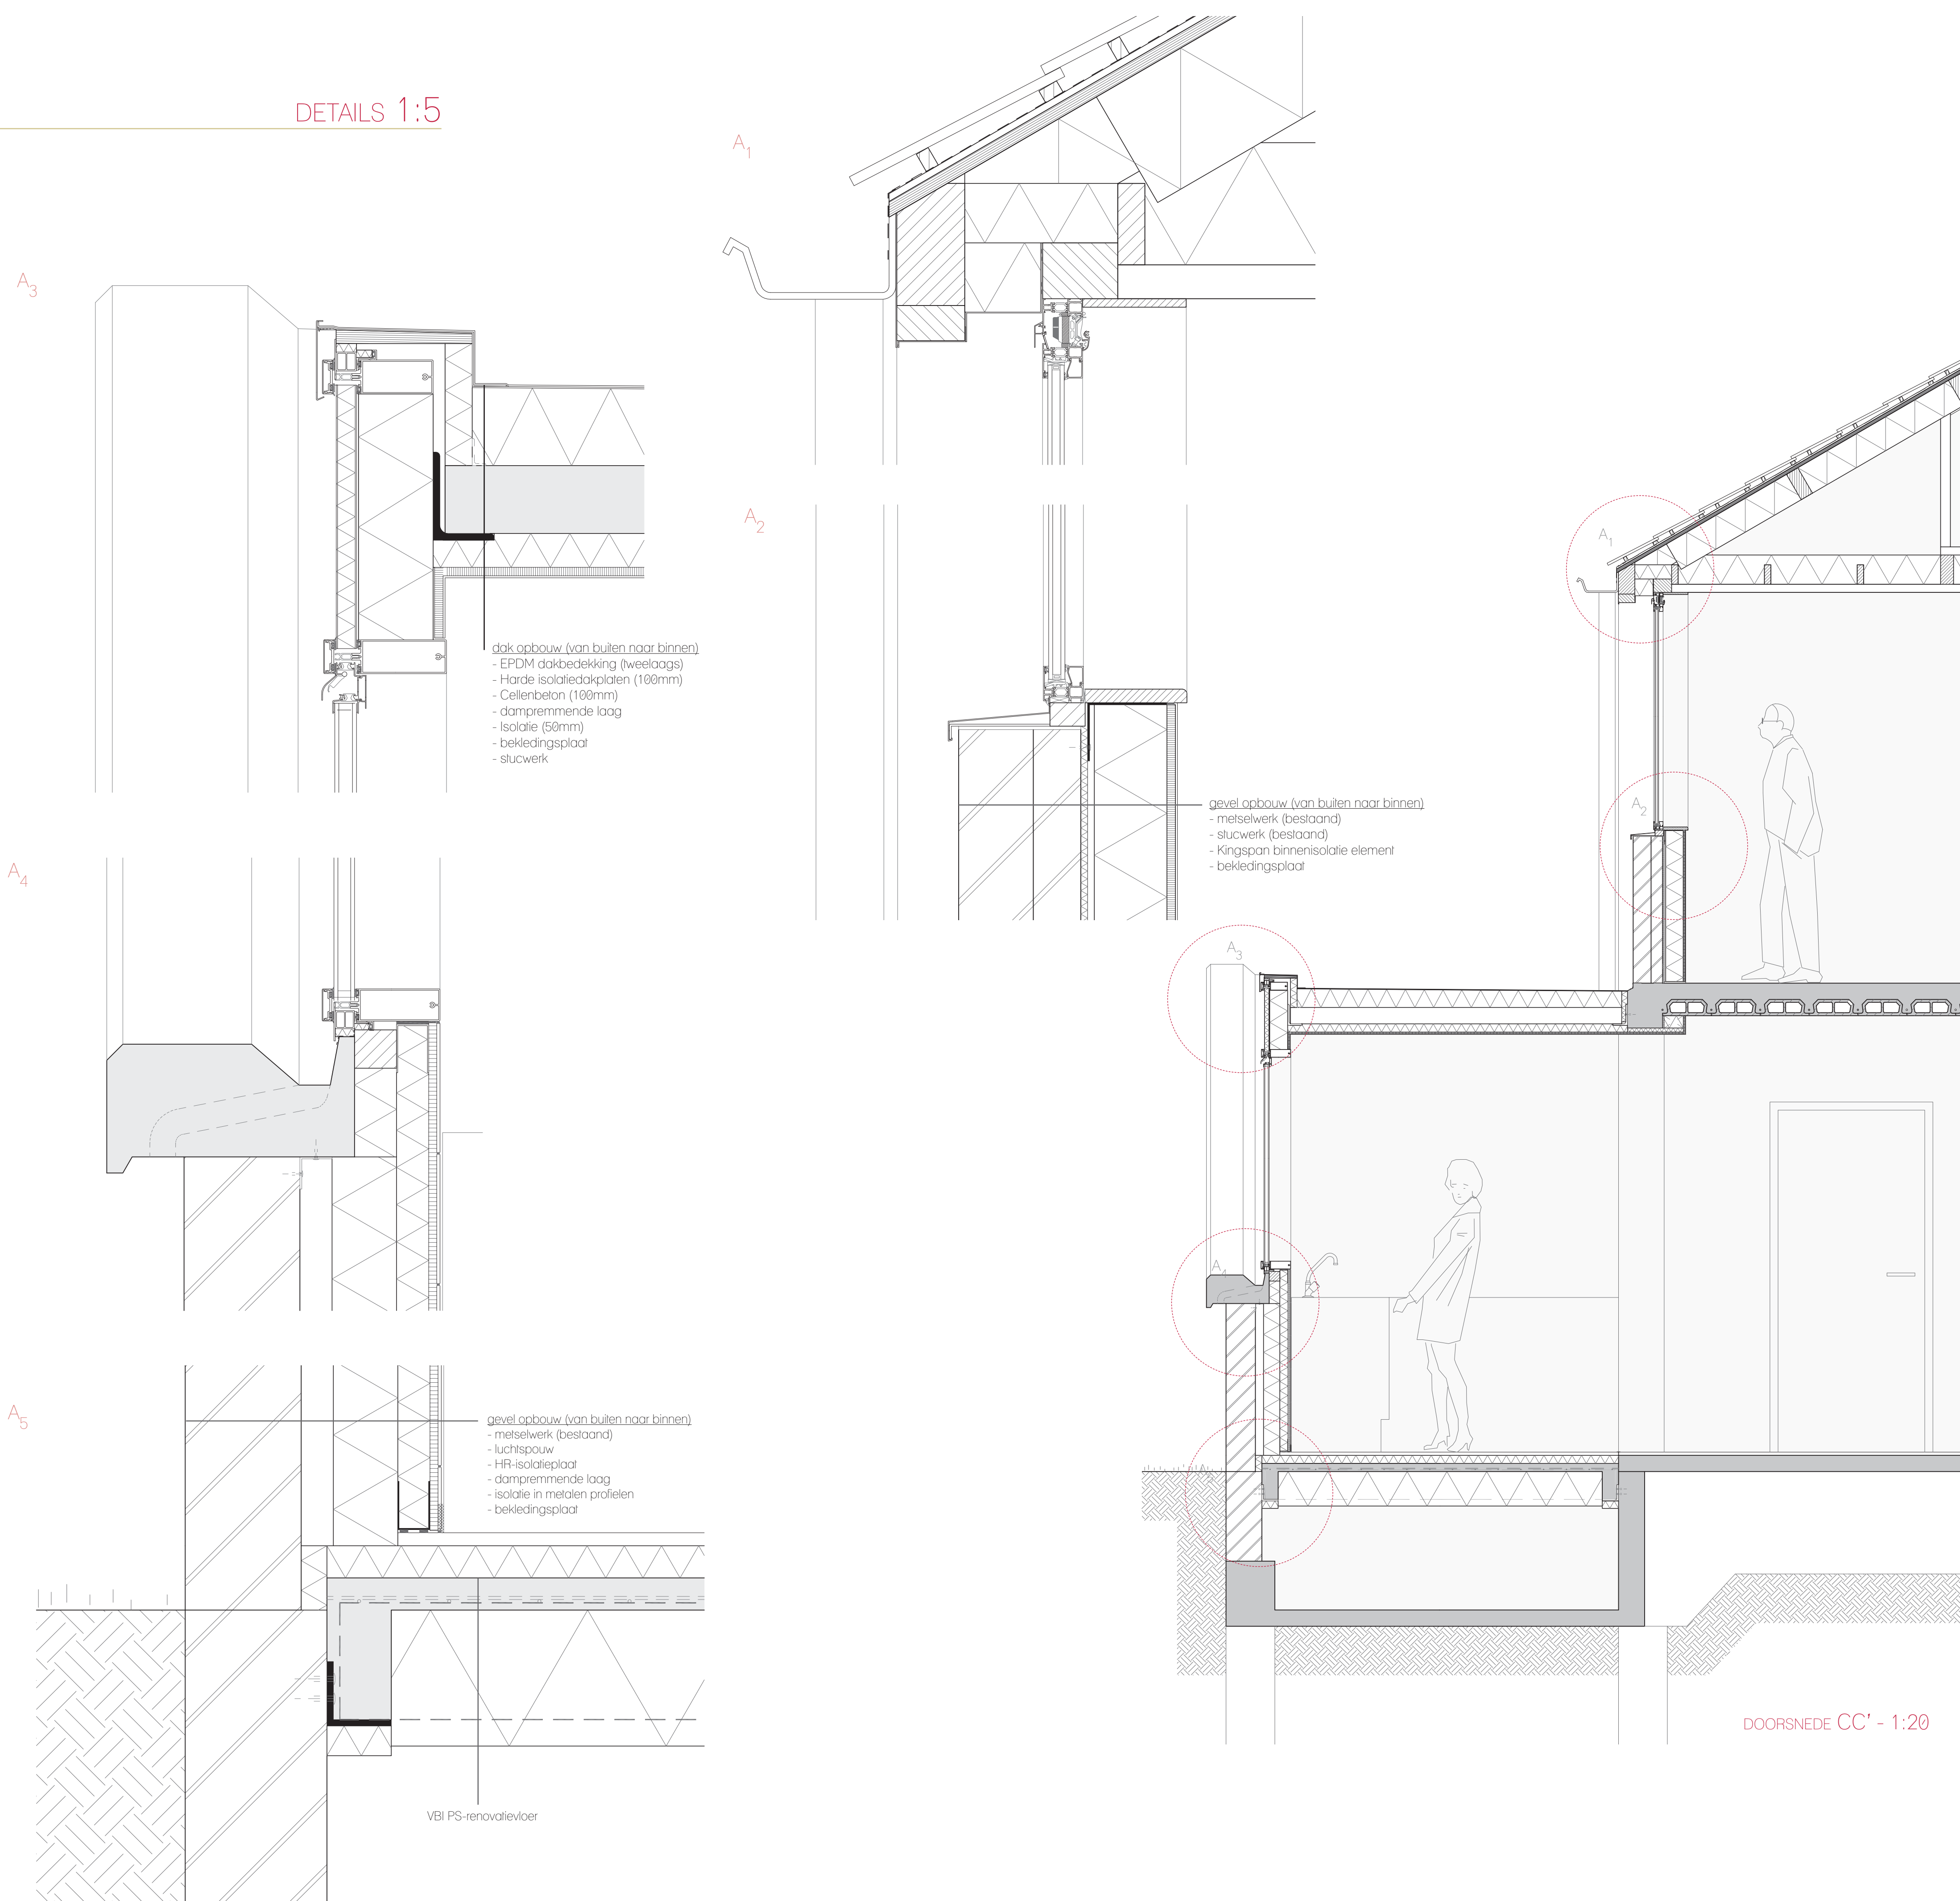 DETAILS 1:5
A1
A3
dak opbouw (van buiten naar binnen)
- EPDM dakbedekking (tweelaags)
- Harde isolatiedakplaten (100mm)
- Cellenbeton (100mm)
- dampremmende laag
- Isolatie (50mm)
- bekledingsplaat
- stucwerk
A2
gevel opbouw (van buiten naar binnen)
- metselwerk (bestaand)
- stucwerk (bestaand)
- Kingspan binnenisolatie element
- bekledingsplaat
A4
A5
gevel opbouw (van buiten naar binnen)
- metselwerk (bestaand)
- luchtspouw
- HR-isolatieplaat
- dampremmende laag
- isolatie in metalen profielen
- bekledingsplaat
VBI PS-renovatievloer
A1
A2
A3
A4
A5
DOORSNEDE CC' - 1:20